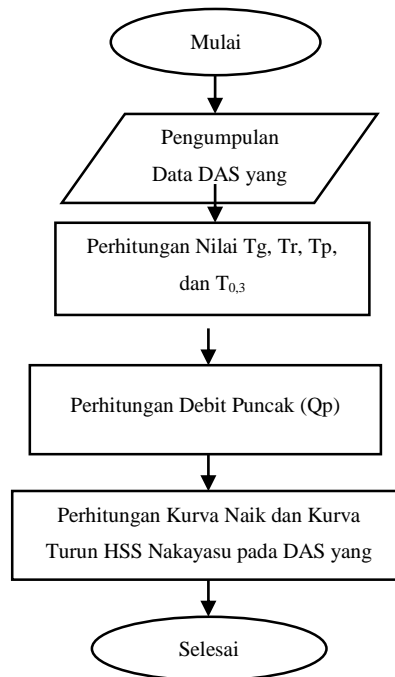 Mulai
Pengumpulan
Data DAS yang
Perhitungan Nilai Tg, Tr, Tp,
dan T0,3
Perhitungan Debit Puncak (Qp)
Perhitungan Kurva Naik dan Kurva
Turun HSS Nakayasu pada DAS yang
Selesai